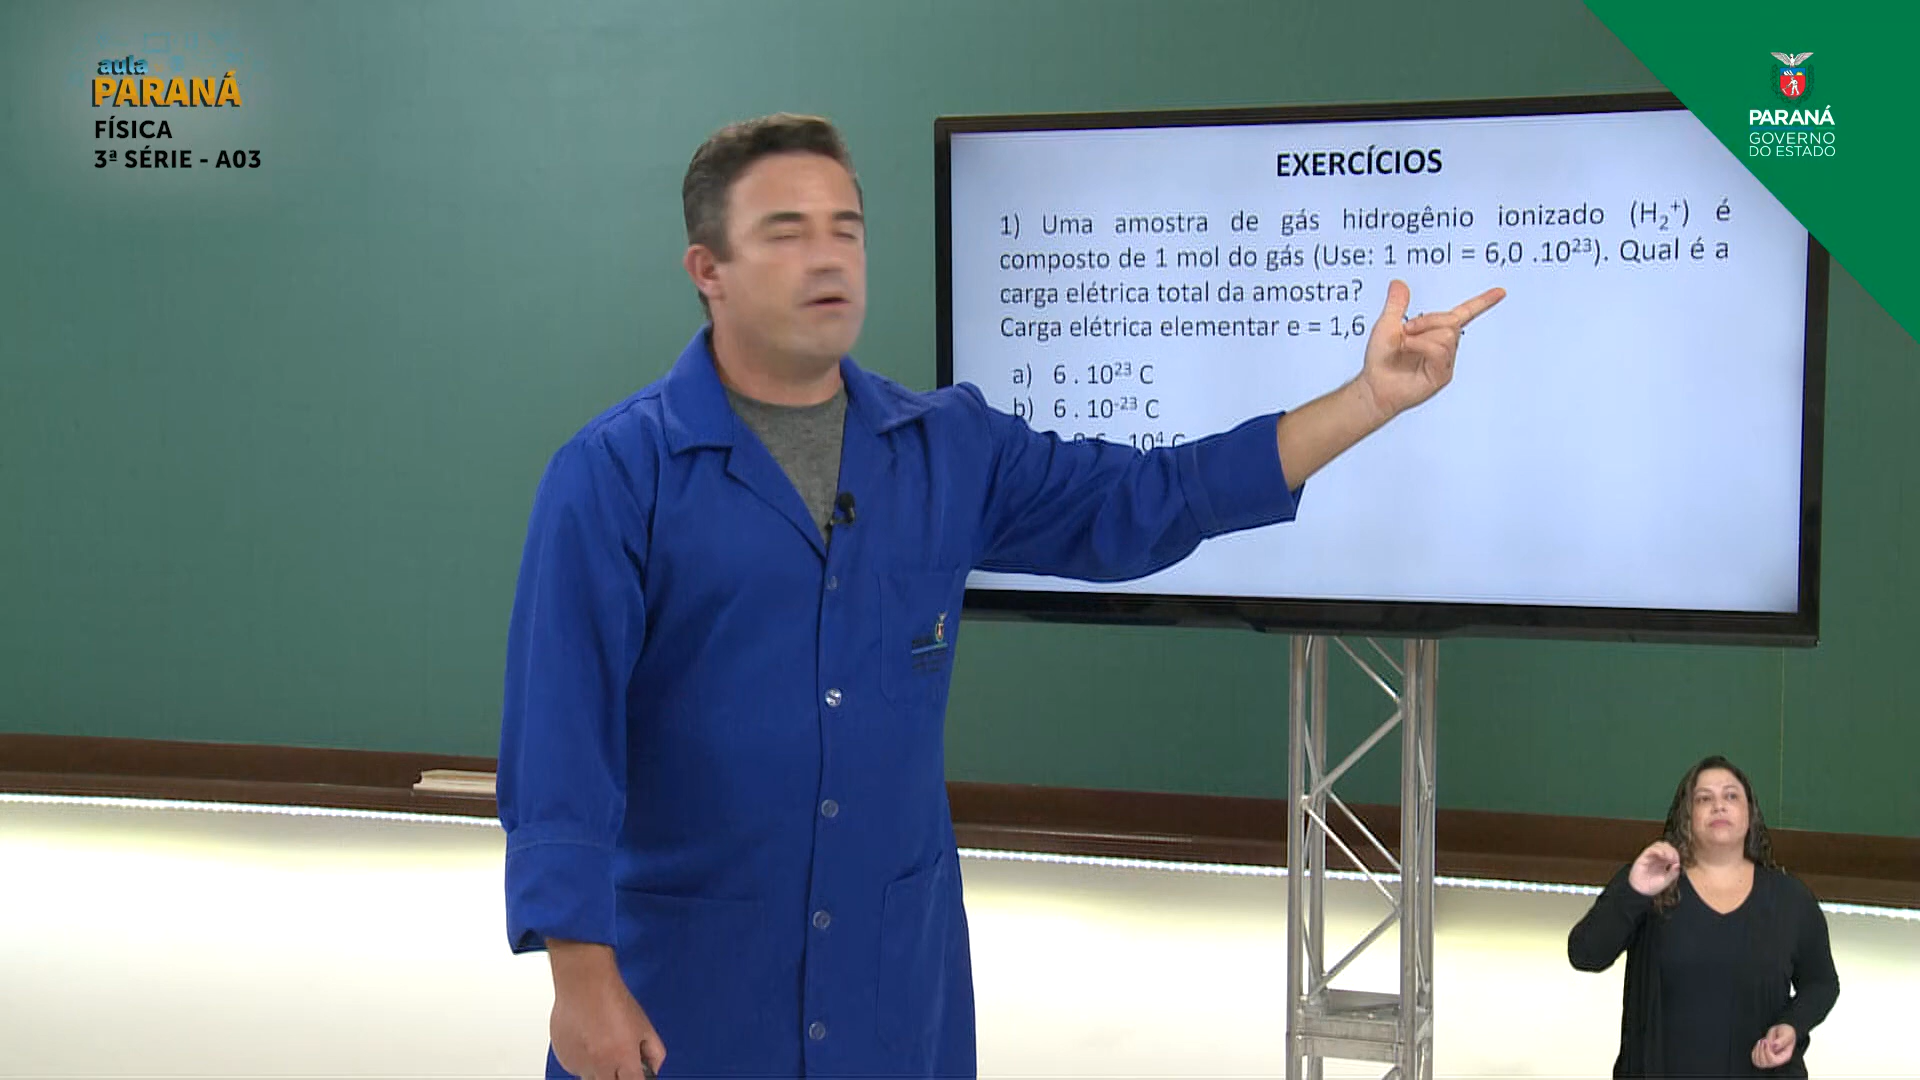 aula
PARANÁ
FÍSICA
3ª SÉRIE - A03
PARANÁ
GOVERNO
DO ESTADO
EXERCÍCIOS
1) Uma amostra de gás hidrogênio ionizado (H₂⁺) é
composto de 1 mol do gás (Use: 1 mol = 6,0 .10²³). Qual é a
carga elétrica total da amostra?
Carga elétrica elementar e = 1,6
a) 6 . 10²³ C
b) 6 . 10⁻²³ C
10⁴ C